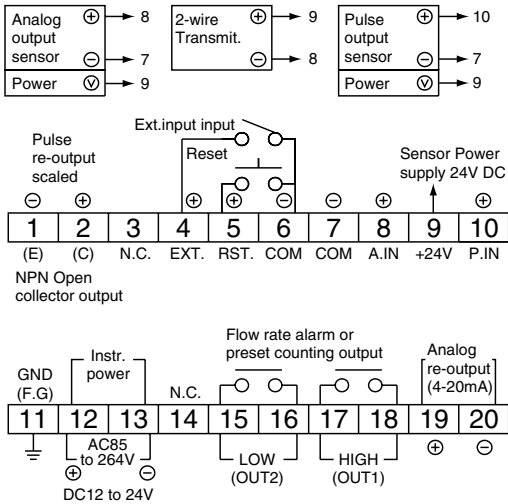 Analog output sensor
⊕ 8
⊖ 7
Power Ⓥ 9
2-wire Transmit.
⊕ 9
⊖ 8
Pulse output sensor
⊕ 10
⊖ 7
Power Ⓥ 9
Ext.input input
Pulse re-output scaled
Reset
Sensor Power supply 24V DC
⊖ ⊕ ⊕ ⊕ ⊖ ⊖ ⊕ ⊕
1 2 3 4 5 6 7 8 9 10
(E) (C) N.C. EXT. RST. COM COM A.IN +24V P.IN
NPN Open
collector output
Flow rate alarm or
preset counting output
GND
(F.G)
Instr.
power
N.C.
Analog
re-output
(4-20mA)
11 12 13 14 15 16 17 18 19 20
AC85
to 264V
⊕ ⊖
DC12 to 24V
LOW
(OUT2)
HIGH
(OUT1)
⊕ ⊖